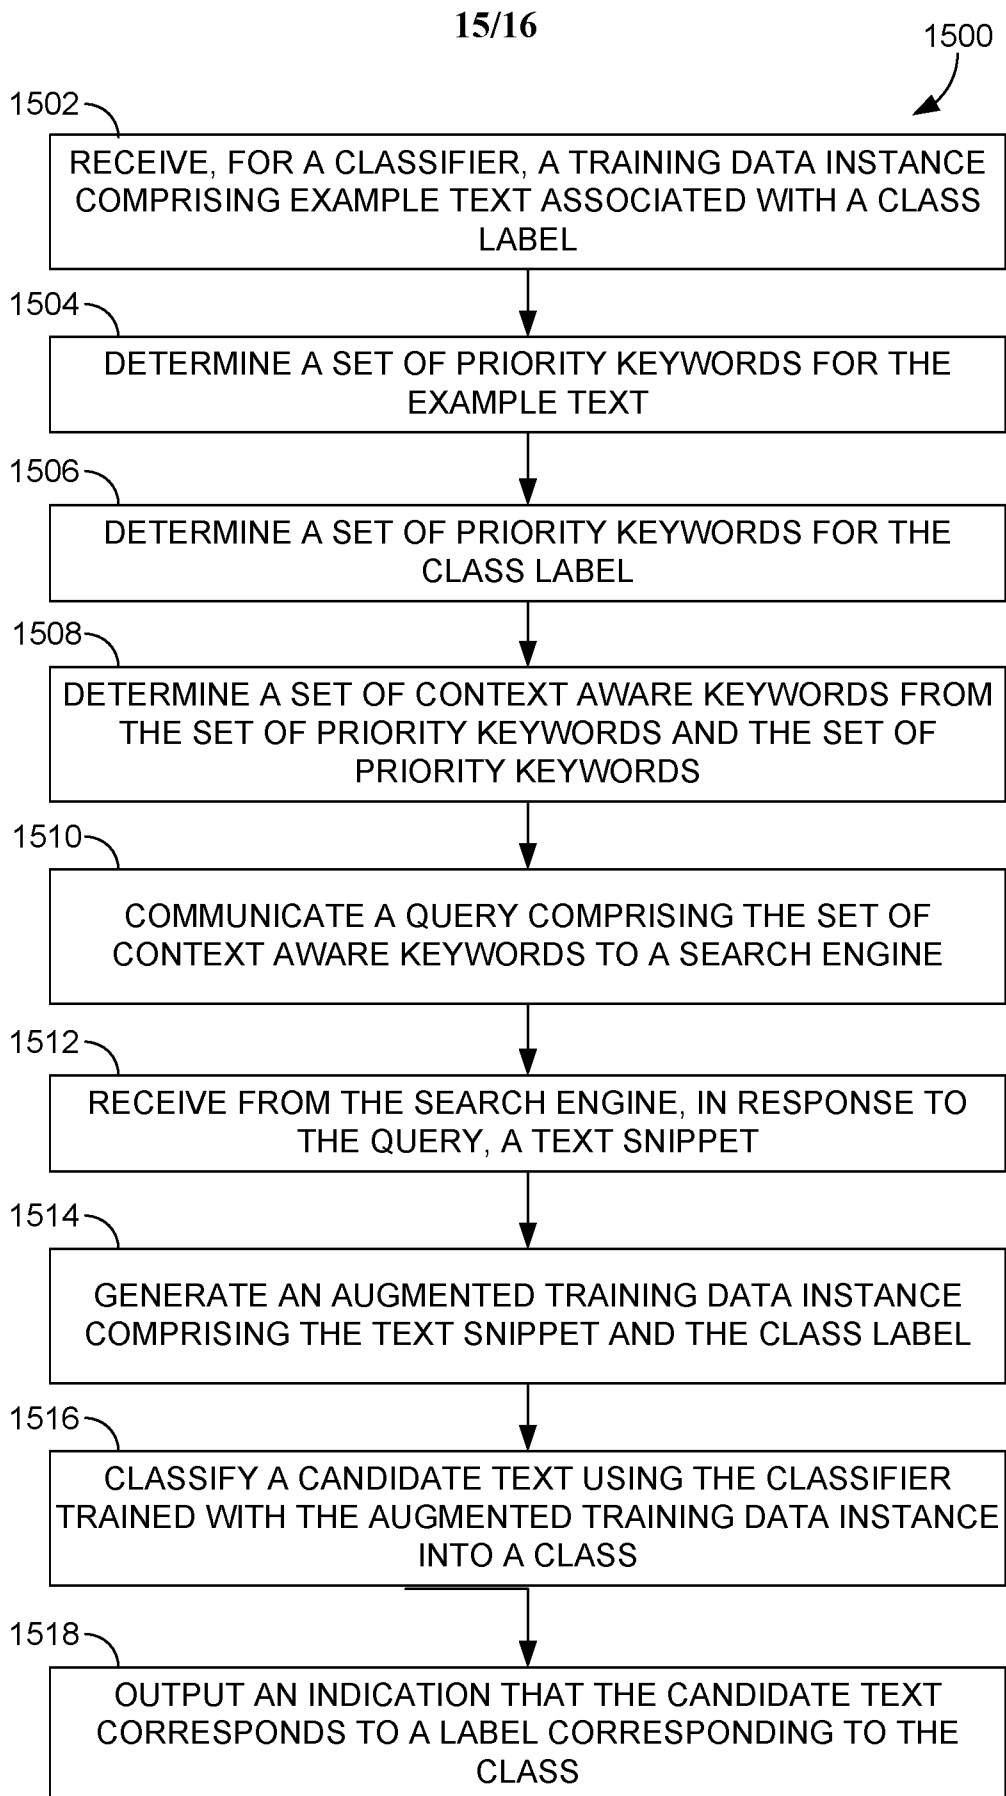 15/16
1500
1502
RECEIVE, FOR A CLASSIFIER, A TRAINING DATA INSTANCE
COMPRISING EXAMPLE TEXT ASSOCIATED WITH A CLASS
LABEL
1504
DETERMINE A SET OF PRIORITY KEYWORDS FOR THE
EXAMPLE TEXT
1506
DETERMINE A SET OF PRIORITY KEYWORDS FOR THE
CLASS LABEL
1508
DETERMINE A SET OF CONTEXT AWARE KEYWORDS FROM
THE SET OF PRIORITY KEYWORDS AND THE SET OF
PRIORITY KEYWORDS
1510
COMMUNICATE A QUERY COMPRISING THE SET OF
CONTEXT AWARE KEYWORDS TO A SEARCH ENGINE
1512
RECEIVE FROM THE SEARCH ENGINE, IN RESPONSE TO
THE QUERY, A TEXT SNIPPET
1514
GENERATE AN AUGMENTED TRAINING DATA INSTANCE
COMPRISING THE TEXT SNIPPET AND THE CLASS LABEL
1516
CLASSIFY A CANDIDATE TEXT USING THE CLASSIFIER
TRAINED WITH THE AUGMENTED TRAINING DATA INSTANCE
INTO A CLASS
1518
OUTPUT AN INDICATION THAT THE CANDIDATE TEXT
CORRESPONDS TO A LABEL CORRESPONDING TO THE
CLASS